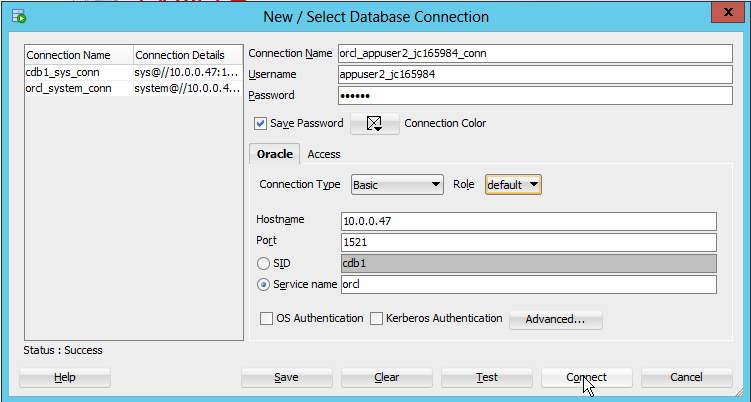 New / Select Database Connection
X
Connection Name Connection Details
cdb1_sys_conn sys@//10.0.0.47:1...
orcl_system_conn system@//10.0.0.4...
Connection Name orcl_appuser2_jc165984_conn
Username appuser2_jc165984
Password ••••••
Save Password Connection Color
Oracle Access
Connection Type Basic Role default
Hostname 10.0.0.47
Port 1521
SID cdb1
Service name orcl
OS Authentication Kerberos Authentication Advanced...
Status : Success
Help Save Clear Test Connect Cancel